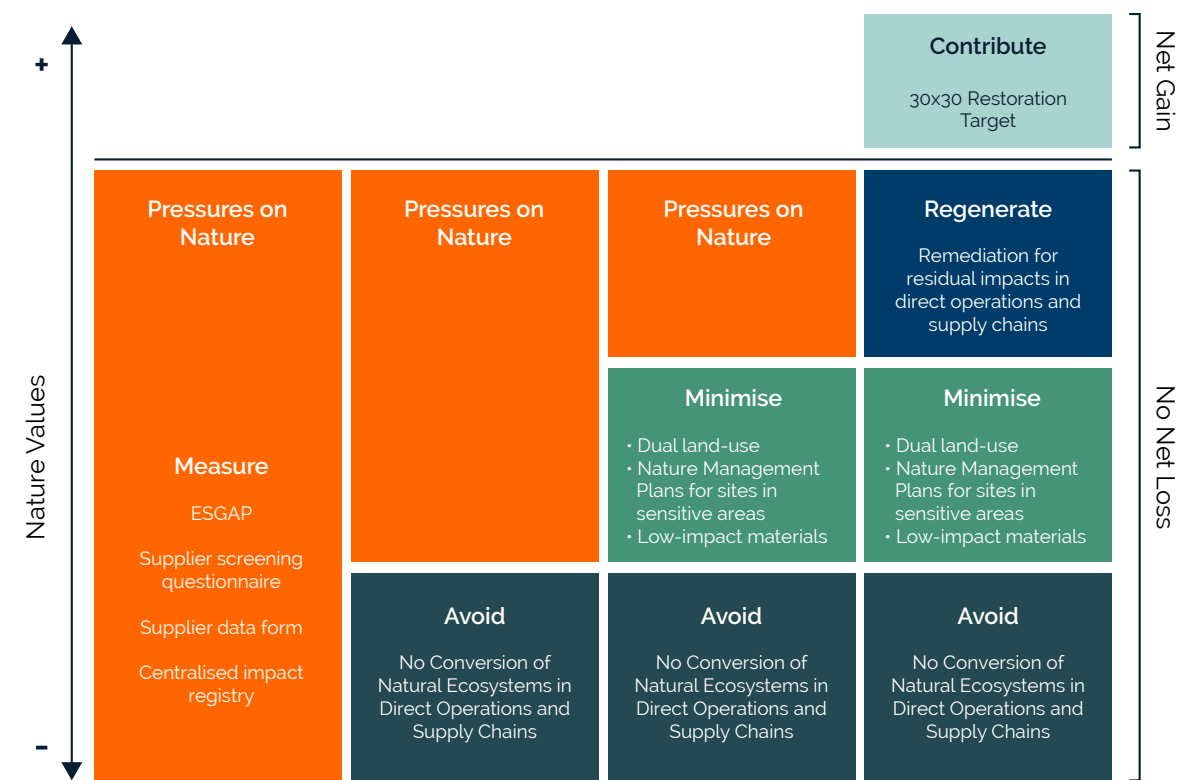 +
Nature Values
-
Contribute
30x30 Restoration
Target
Net Gain
Pressures on
Nature
Measure
ESGAP
Supplier screening
questionnaire
Supplier data form
Centralised impact
registry
Pressures on
Nature
Avoid
No Conversion of
Natural Ecosystems in
Direct Operations and
Supply Chains
Pressures on
Nature
Minimise
• Dual land-use
• Nature Management
Plans for sites in
sensitive areas
• Low-impact materials
Avoid
No Conversion of
Natural Ecosystems in
Direct Operations and
Supply Chains
Regenerate
Remediation for
residual impacts in
direct operations and
supply chains
Minimise
• Dual land-use
• Nature Management
Plans for sites in
sensitive areas
• Low-impact materials
Avoid
No Conversion of
Natural Ecosystems in
Direct Operations and
Supply Chains
No Net Loss